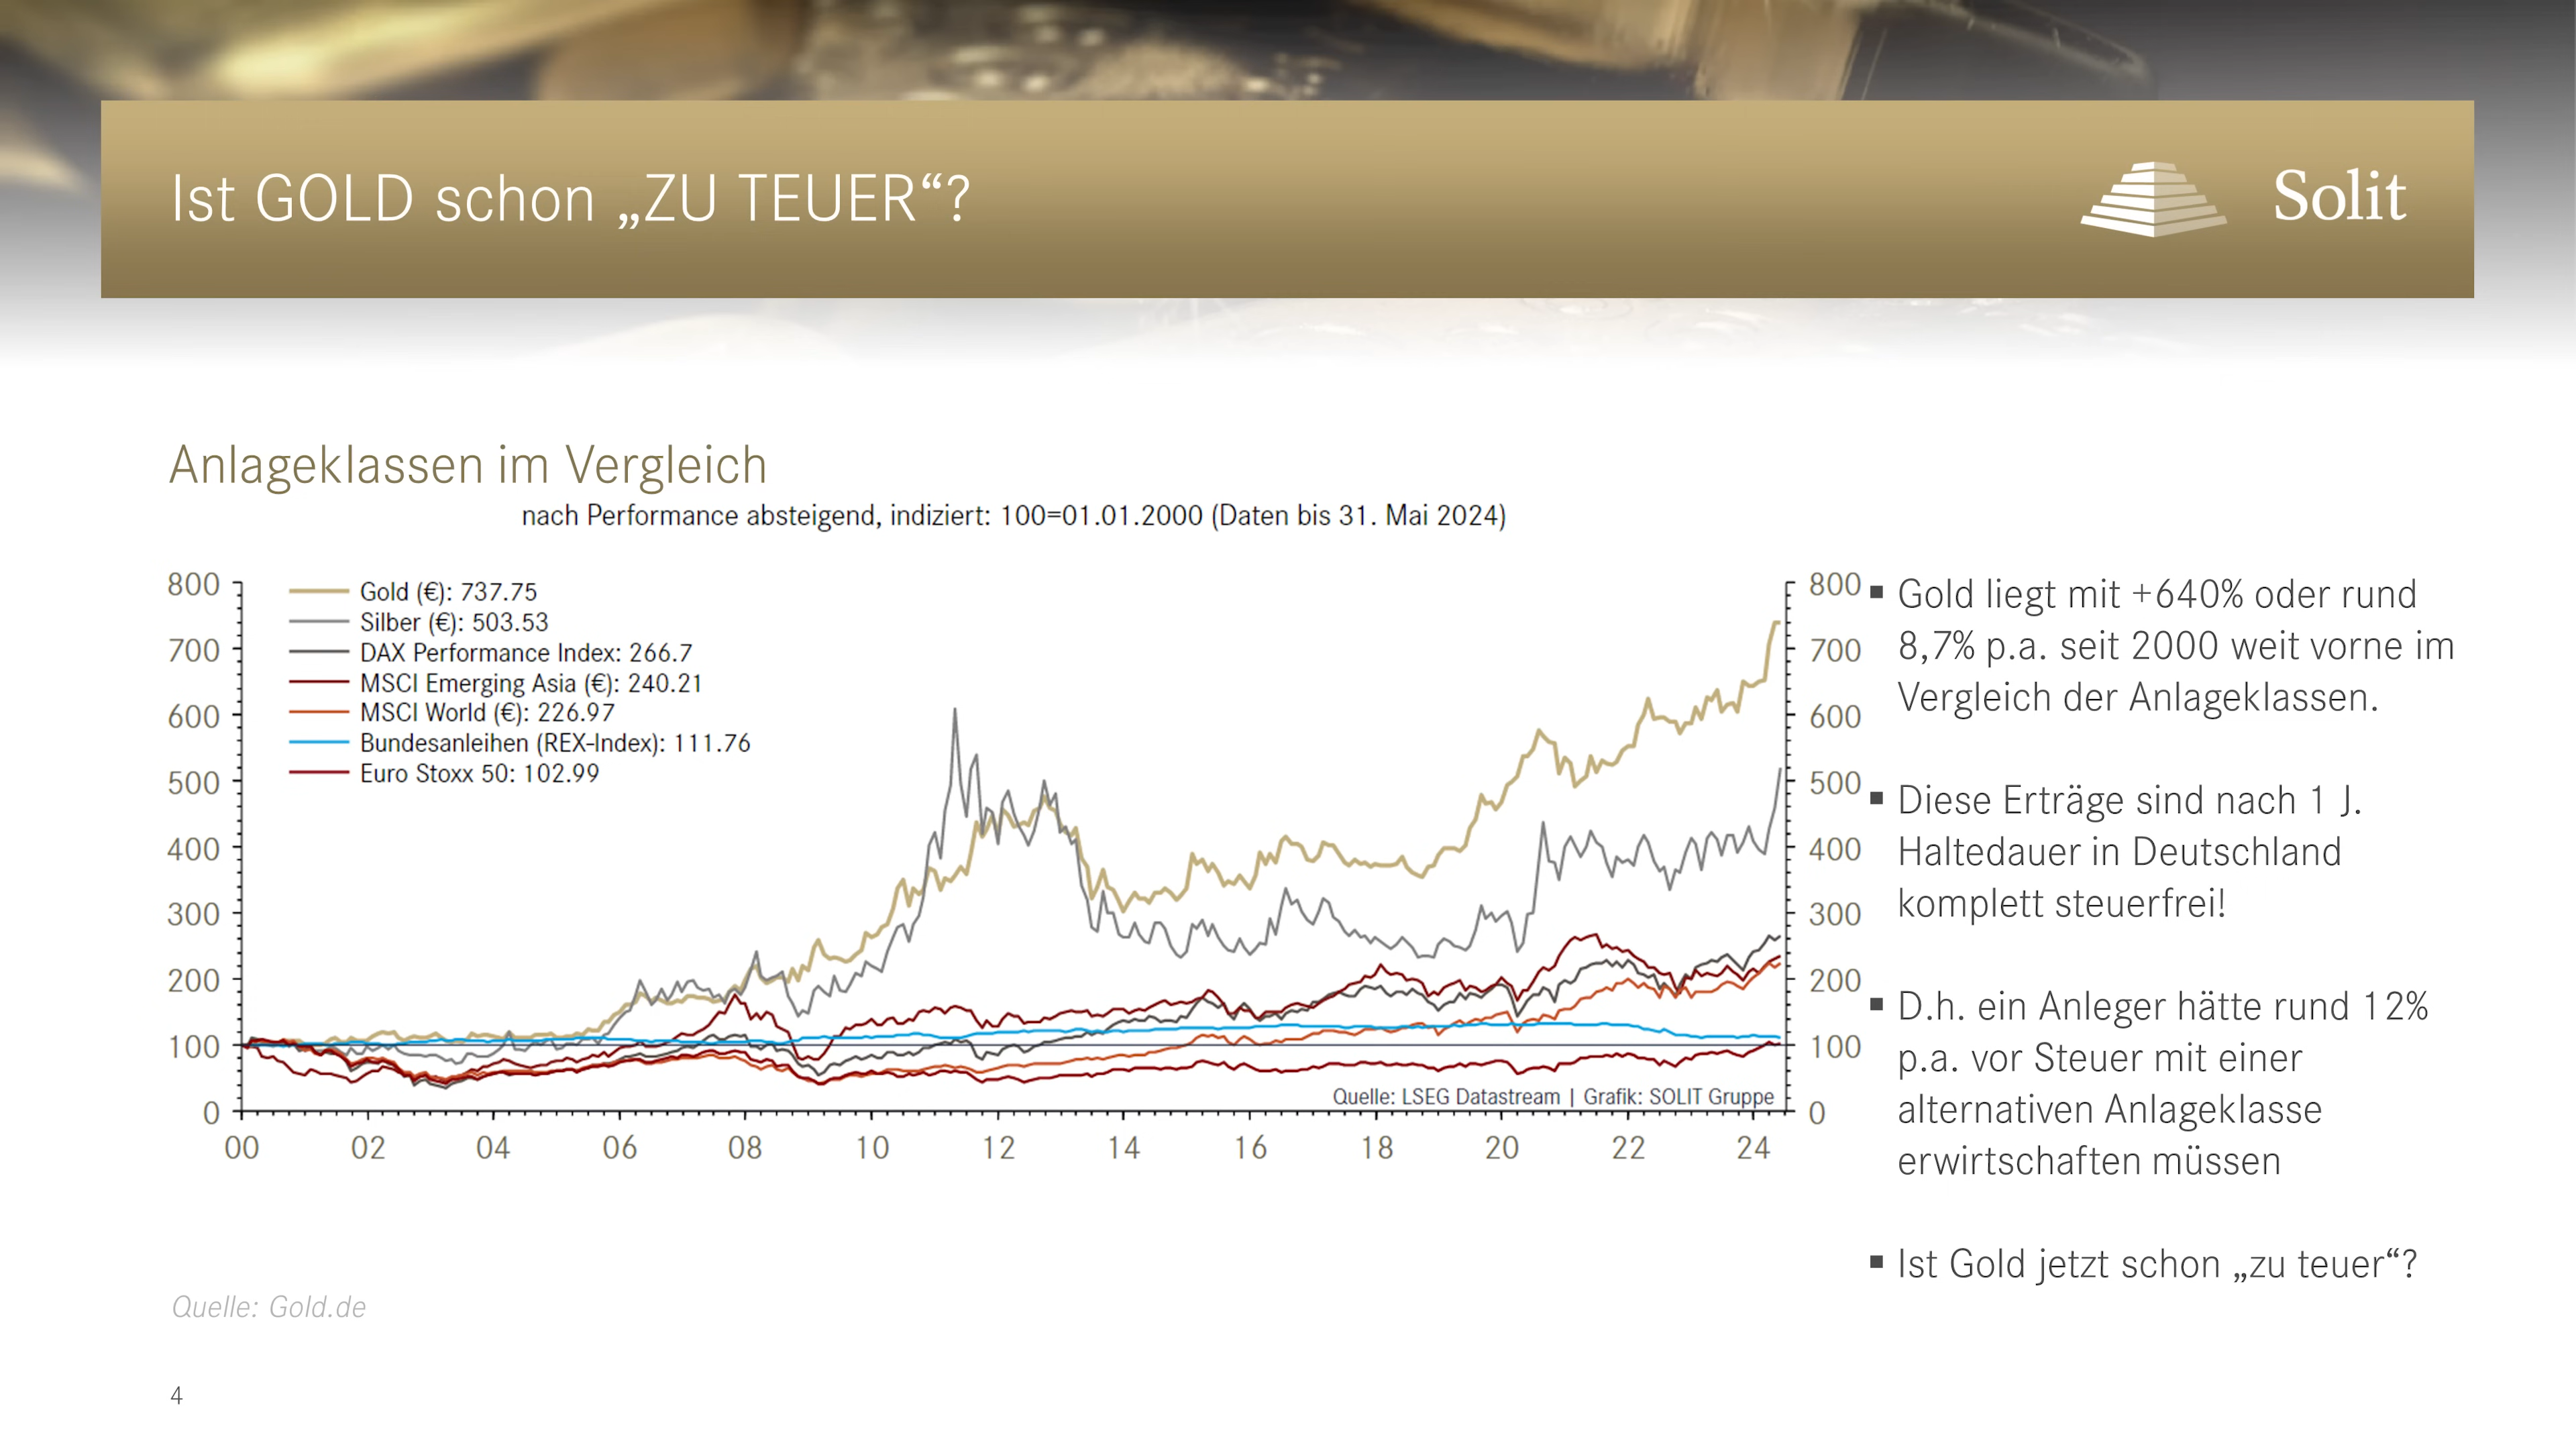 Ist GOLD schon „ZU TEUER“?
Solit
Anlageklassen im Vergleich
nach Performance absteigend, indiziert: 100=01.01.2000 (Daten bis 31. Mai 2024)
800
700
600
500
400
300
200
100
0
Gold (€): 737.75
Silber (€): 503.53
DAX Performance Index: 266.7
MSCI Emerging Asia (€): 240.21
MSCI World (€): 226.97
Bundesanleihen (REX-Index): 111.76
Euro Stoxx 50: 102.99
800
700
600
500
400
300
200
100
0
Quelle: LSEG Datastream | Grafik: SOLIT Gruppe
00 02 04 06 08 10 12 14 16 18 20 22 24
▪ Gold liegt mit +640% oder rund
8,7% p.a. seit 2000 weit vorne im
Vergleich der Anlageklassen.
▪ Diese Erträge sind nach 1 J.
Haltedauer in Deutschland
komplett steuerfrei!
▪ D.h. ein Anleger hätte rund 12%
p.a. vor Steuer mit einer
alternativen Anlageklasse
erwirtschaften müssen
▪ Ist Gold jetzt schon „zu teuer“?
Quelle: Gold.de
4